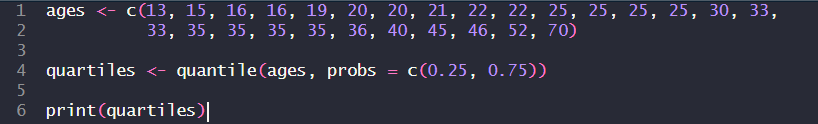 1 ages <- c(13, 15, 16, 16, 19, 20, 20, 21, 22, 22, 25, 25, 25, 25, 30, 33,
2 33, 35, 35, 35, 35, 36, 40, 45, 46, 52, 70)
3
4 quartiles <- quantile(ages, probs = c(0.25, 0.75))
5
6 print(quartiles)